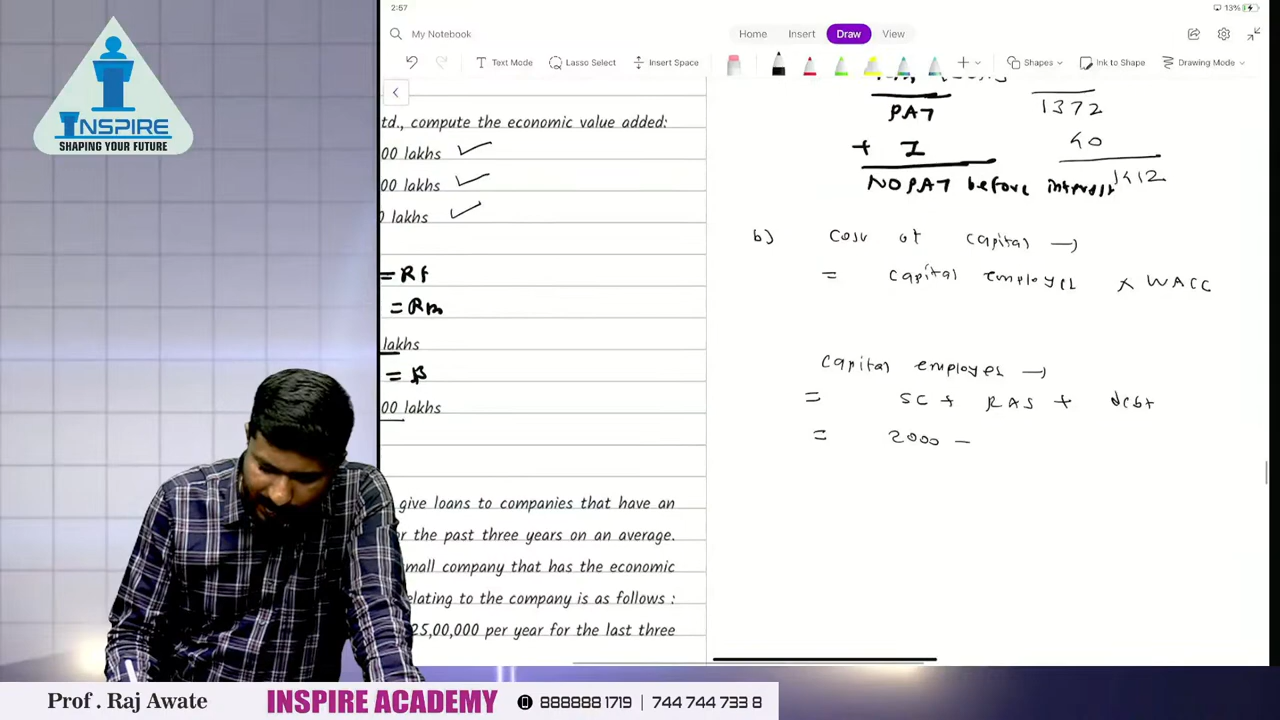 2:57
13%
My Notebook
Home Insert Draw View
Text Mode Lasso Select Insert Space Shapes Ink to Shape Drawing Mode
INSPIRE
SHAPING YOUR FUTURE
td., compute the economic value added:
00 lakhs
00 lakhs
0 lakhs
= Rf
= Rm
lakhs
= β
00 lakhs
give loans to companies that have an
or the past three years on an average.
mall company that has the economic
elating to the company is as follows :
25,00,000 per year for the last three
PAT 1372
+ I 40
NOPAT before interest 1412
b) Cost of capital →
= capital employed × WACC
capital employed →
= SC + R&S + debt
= 2000 –
Prof. Raj Awate INSPIRE ACADEMY 888888 1719 | 744 744 733 8